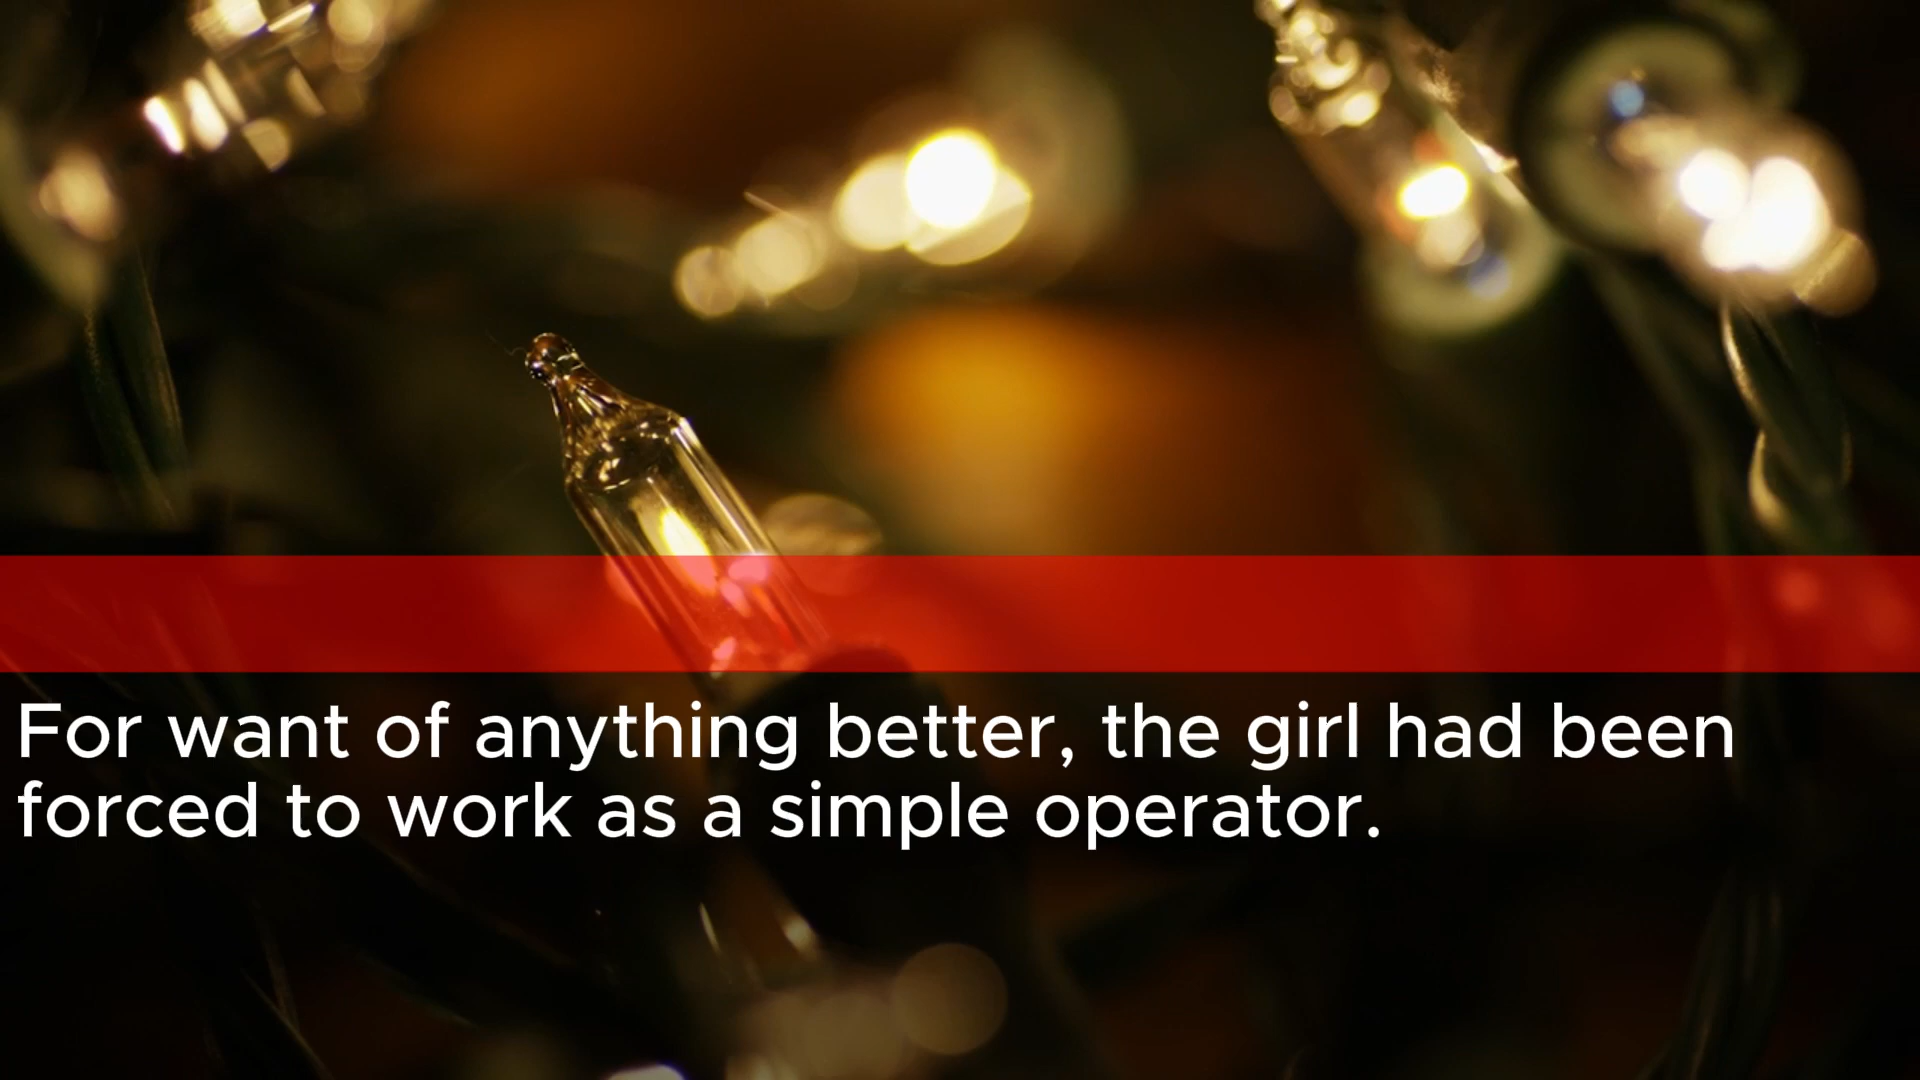 For want of anything better, the girl had been
forced to work as a simple operator.